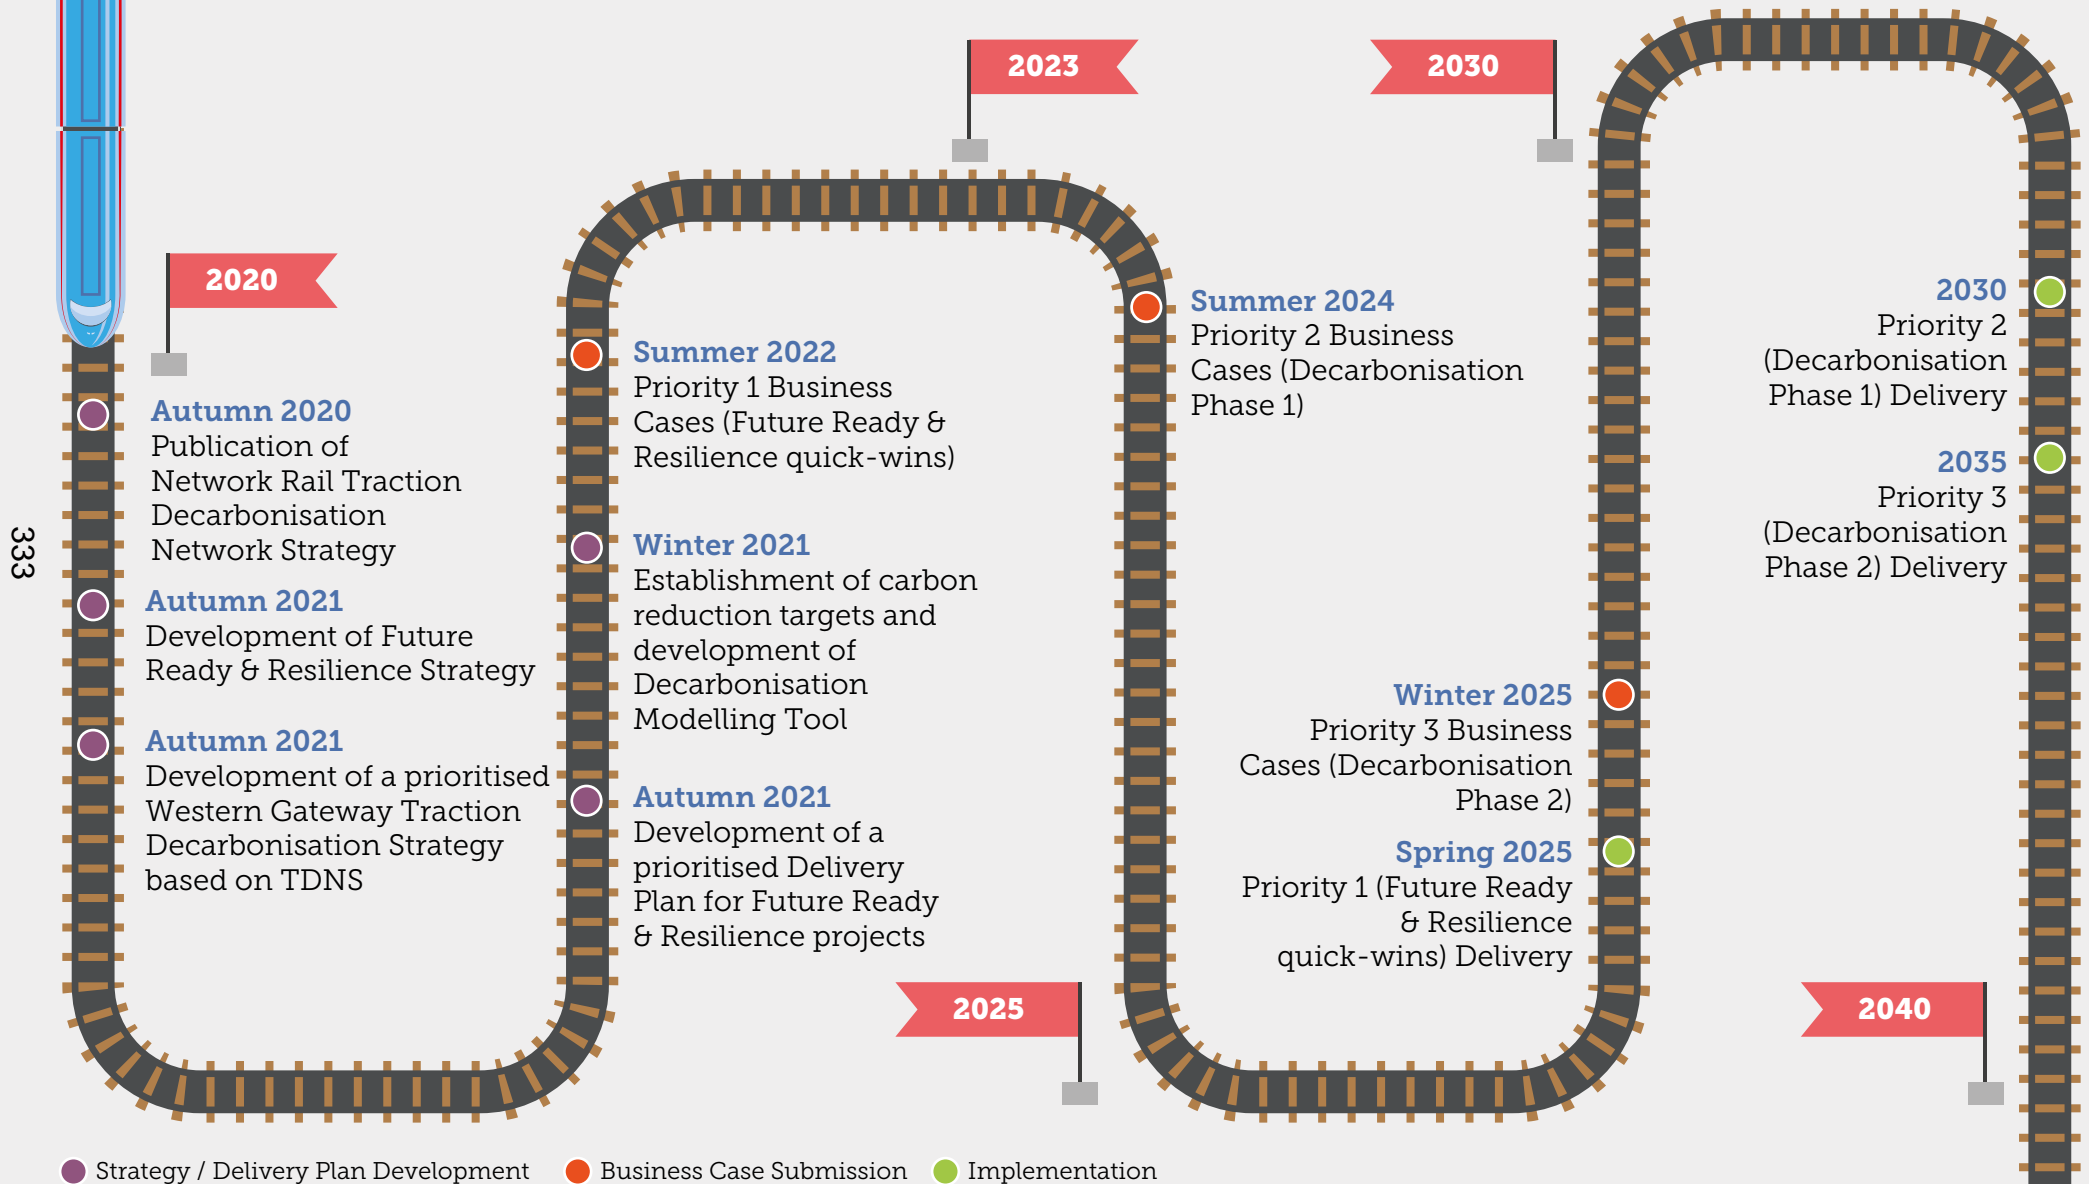 2020
Autumn 2020
Publication of
Network Rail Traction
Decarbonisation
Network Strategy
Autumn 2021
Development of Future
Ready & Resilience Strategy
Autumn 2021
Development of a prioritised
Western Gateway Traction
Decarbonisation Strategy
based on TDNS
333
2023
Summer 2022
Priority 1 Business
Cases (Future Ready &
Resilience quick-wins)
Winter 2021
Establishment of carbon
reduction targets and
development of
Decarbonisation
Modelling Tool
Autumn 2021
Development of a
prioritised Delivery
Plan for Future Ready
& Resilience projects
2025
Summer 2024
Priority 2 Business
Cases (Decarbonisation
Phase 1)
2030
Winter 2025
Priority 3 Business
Cases (Decarbonisation
Phase 2)
Spring 2025
Priority 1 (Future Ready
& Resilience
quick-wins) Delivery
2030
Priority 2
(Decarbonisation
Phase 1) Delivery
2035
Priority 3
(Decarbonisation
Phase 2) Delivery
2040
Strategy / Delivery Plan Development
Business Case Submission
Implementation